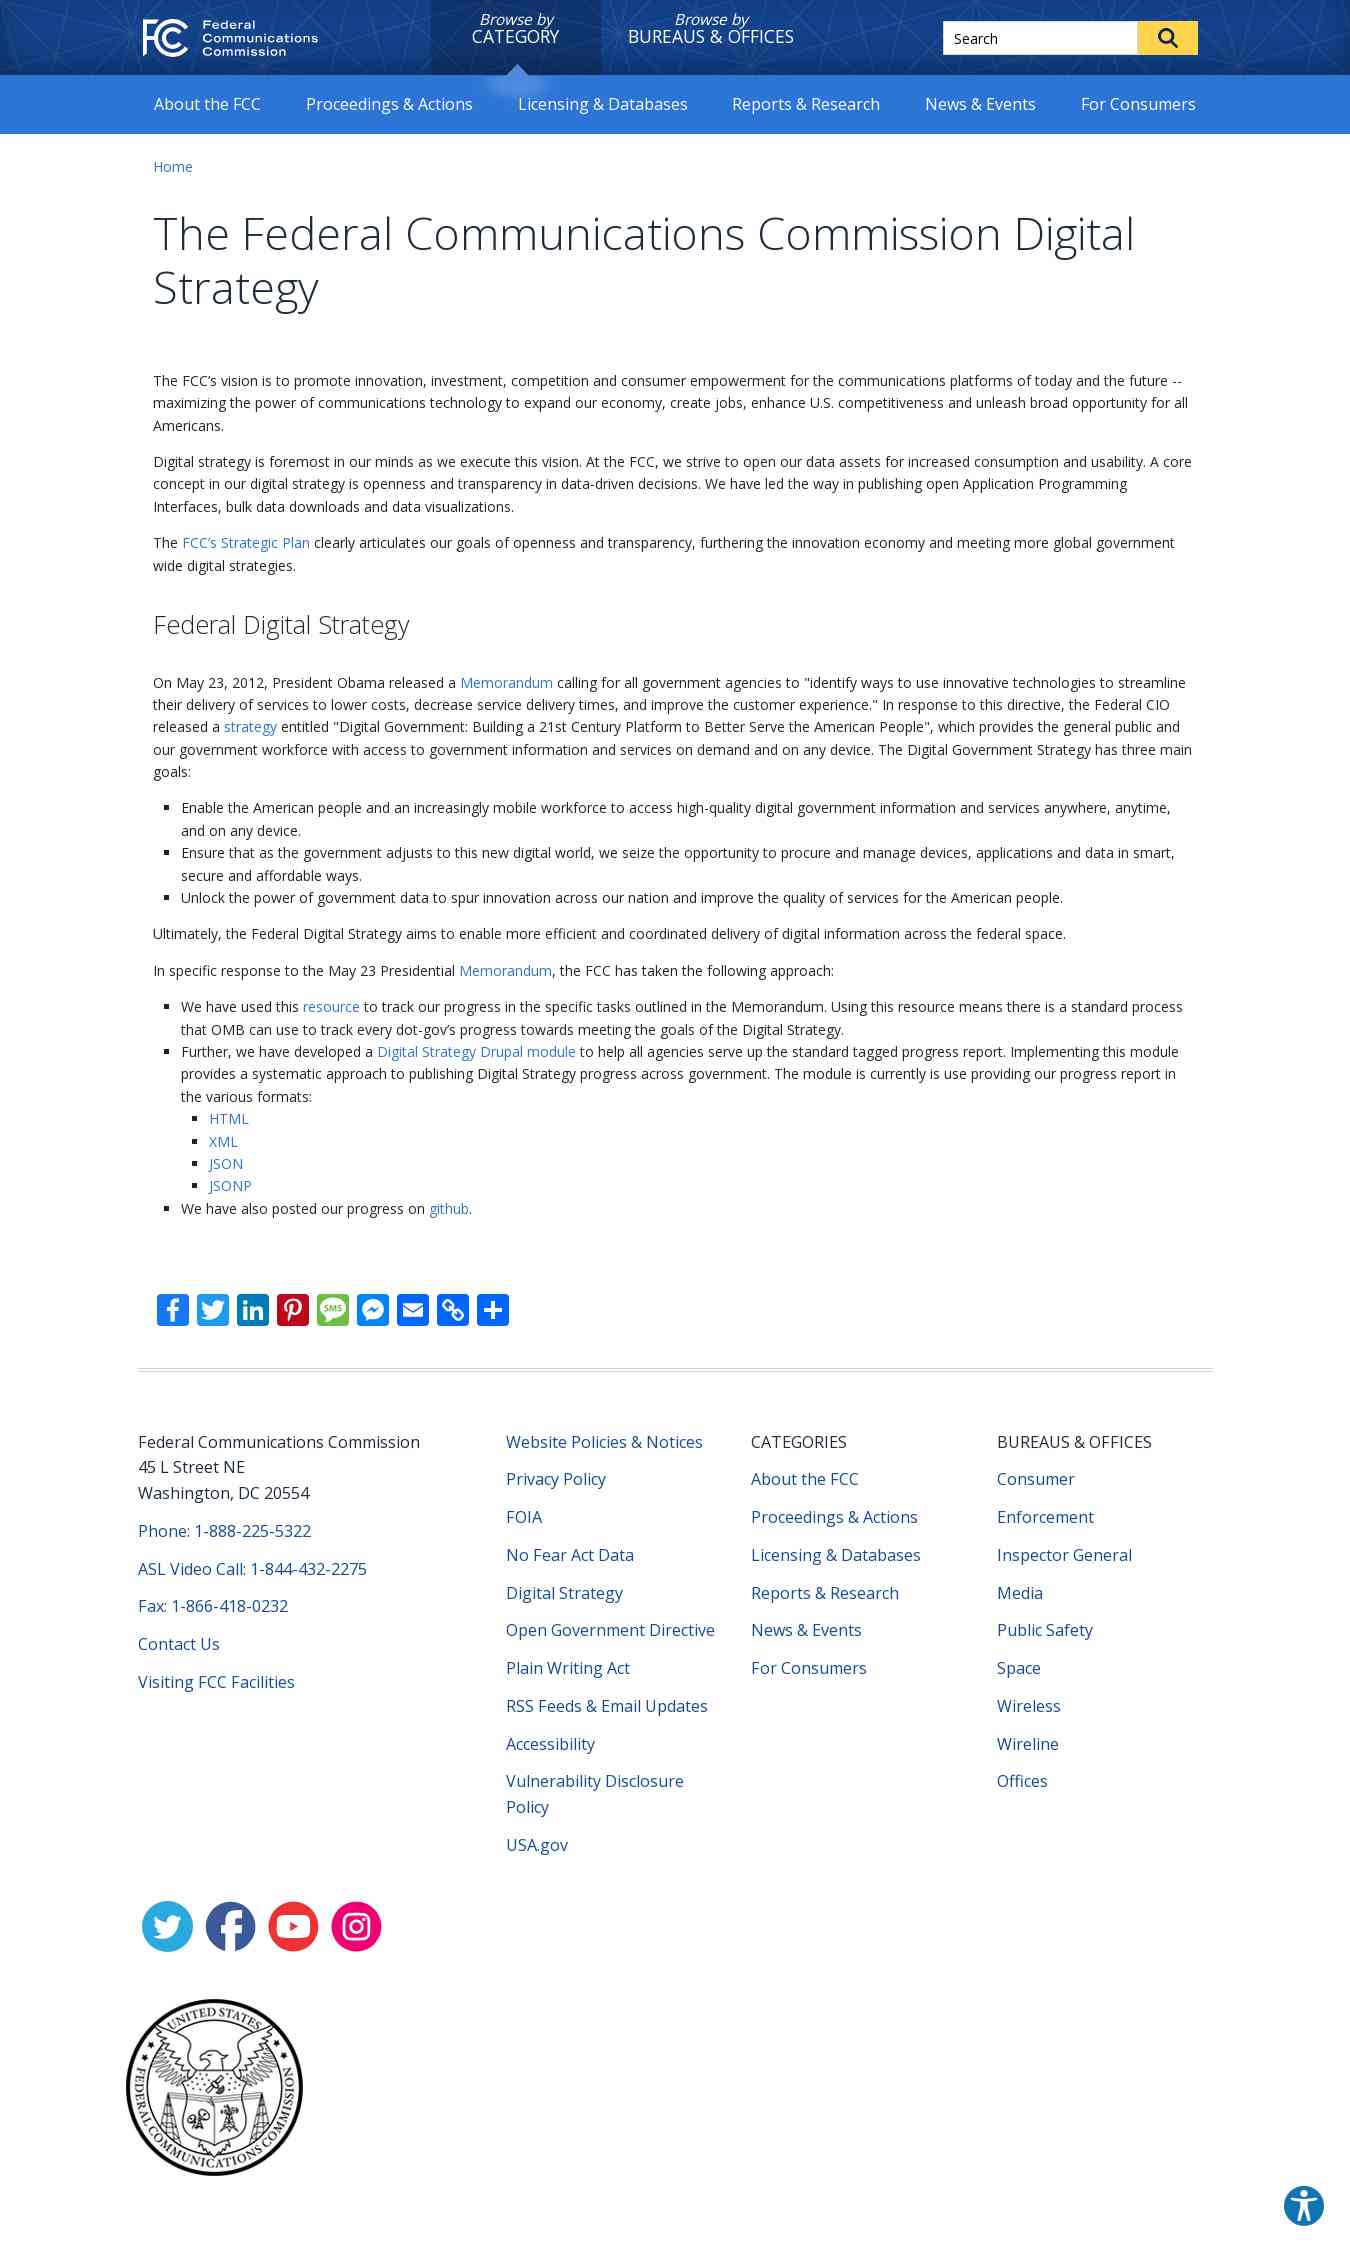 FCC
Federal
Communications
Commission
Browse by
CATEGORY
Browse by
BUREAUS & OFFICES
Search
About the FCC
Proceedings & Actions
Licensing & Databases
Reports & Research
News & Events
For Consumers
Home
The Federal Communications Commission Digital
Strategy
The FCC’s vision is to promote innovation, investment, competition and consumer empowerment for the communications platforms of today and the future --
maximizing the power of communications technology to expand our economy, create jobs, enhance U.S. competitiveness and unleash broad opportunity for all
Americans.
Digital strategy is foremost in our minds as we execute this vision. At the FCC, we strive to open our data assets for increased consumption and usability. A core
concept in our digital strategy is openness and transparency in data-driven decisions. We have led the way in publishing open Application Programming
Interfaces, bulk data downloads and data visualizations.
The FCC’s Strategic Plan clearly articulates our goals of openness and transparency, furthering the innovation economy and meeting more global government
wide digital strategies.
Federal Digital Strategy
On May 23, 2012, President Obama released a Memorandum calling for all government agencies to "identify ways to use innovative technologies to streamline
their delivery of services to lower costs, decrease service delivery times, and improve the customer experience." In response to this directive, the Federal CIO
released a strategy entitled "Digital Government: Building a 21st Century Platform to Better Serve the American People", which provides the general public and
our government workforce with access to government information and services on demand and on any device. The Digital Government Strategy has three main
goals:
Enable the American people and an increasingly mobile workforce to access high-quality digital government information and services anywhere, anytime,
and on any device.
Ensure that as the government adjusts to this new digital world, we seize the opportunity to procure and manage devices, applications and data in smart,
secure and affordable ways.
Unlock the power of government data to spur innovation across our nation and improve the quality of services for the American people.
Ultimately, the Federal Digital Strategy aims to enable more efficient and coordinated delivery of digital information across the federal space.
In specific response to the May 23 Presidential Memorandum, the FCC has taken the following approach:
We have used this resource to track our progress in the specific tasks outlined in the Memorandum. Using this resource means there is a standard process
that OMB can use to track every dot-gov’s progress towards meeting the goals of the Digital Strategy.
Further, we have developed a Digital Strategy Drupal module to help all agencies serve up the standard tagged progress report. Implementing this module
provides a systematic approach to publishing Digital Strategy progress across government. The module is currently is use providing our progress report in
the various formats:
HTML
XML
JSON
JSONP
We have also posted our progress on github.
SMS
Federal Communications Commission
45 L Street NE
Washington, DC 20554
Phone: 1-888-225-5322
ASL Video Call: 1-844-432-2275
Fax: 1-866-418-0232
Contact Us
Visiting FCC Facilities
Website Policies & Notices
Privacy Policy
FOIA
No Fear Act Data
Digital Strategy
Open Government Directive
Plain Writing Act
RSS Feeds & Email Updates
Accessibility
Vulnerability Disclosure
Policy
USA.gov
CATEGORIES
About the FCC
Proceedings & Actions
Licensing & Databases
Reports & Research
News & Events
For Consumers
BUREAUS & OFFICES
Consumer
Enforcement
Inspector General
Media
Public Safety
Space
Wireless
Wireline
Offices
UNITED STATES
FEDERAL COMMUNICATIONS COMMISSION